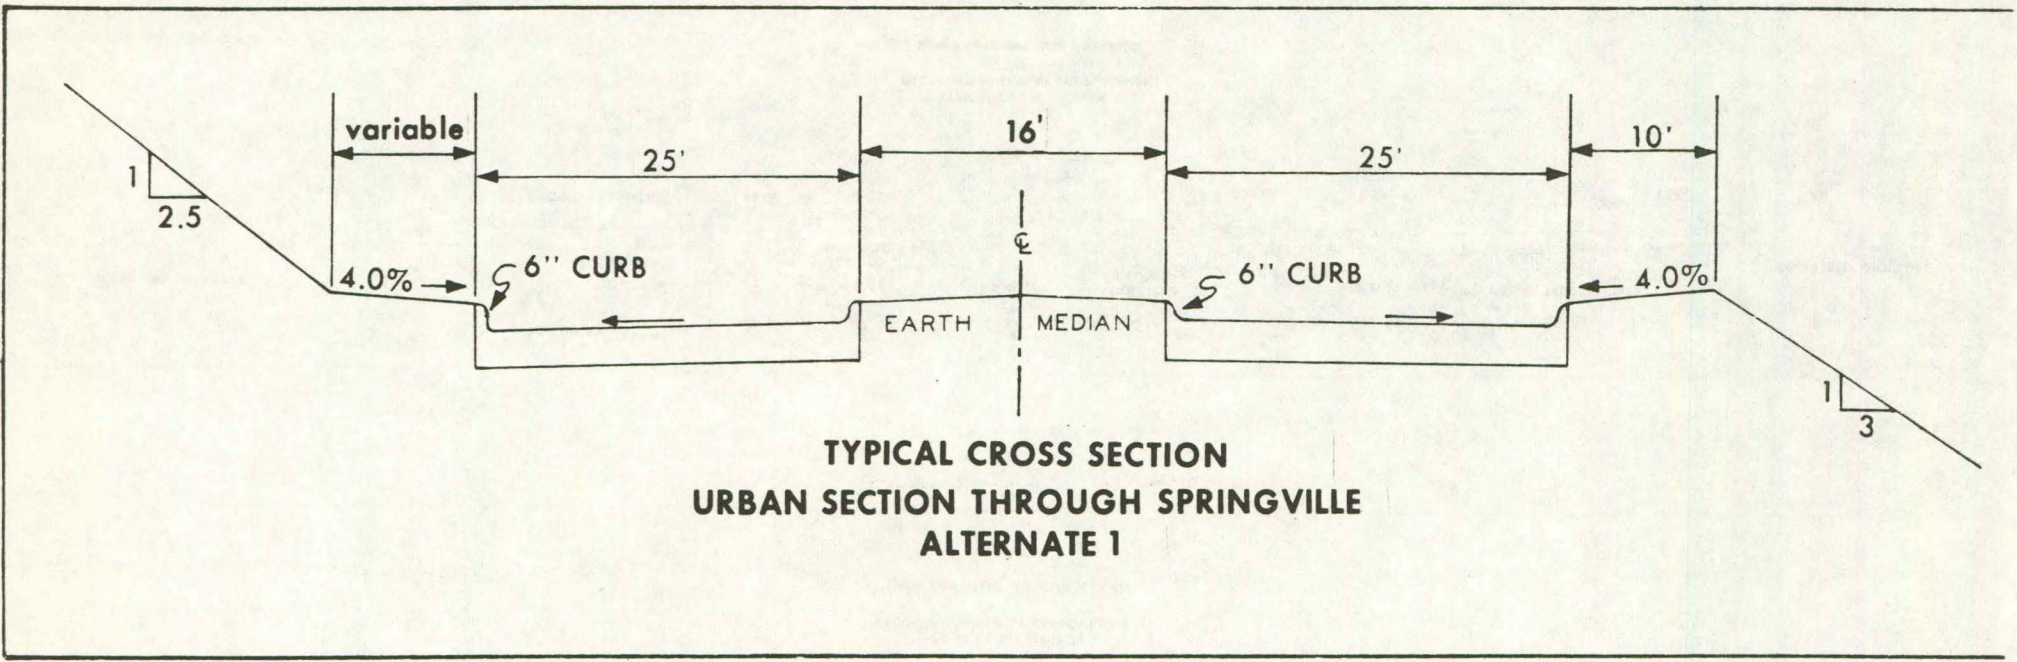 variable
25'
16'
25'
10'
1
2.5
4.0%
6" CURB
℄
6" CURB
4.0%
EARTH MEDIAN
1
3
TYPICAL CROSS SECTION
URBAN SECTION THROUGH SPRINGVILLE
ALTERNATE 1